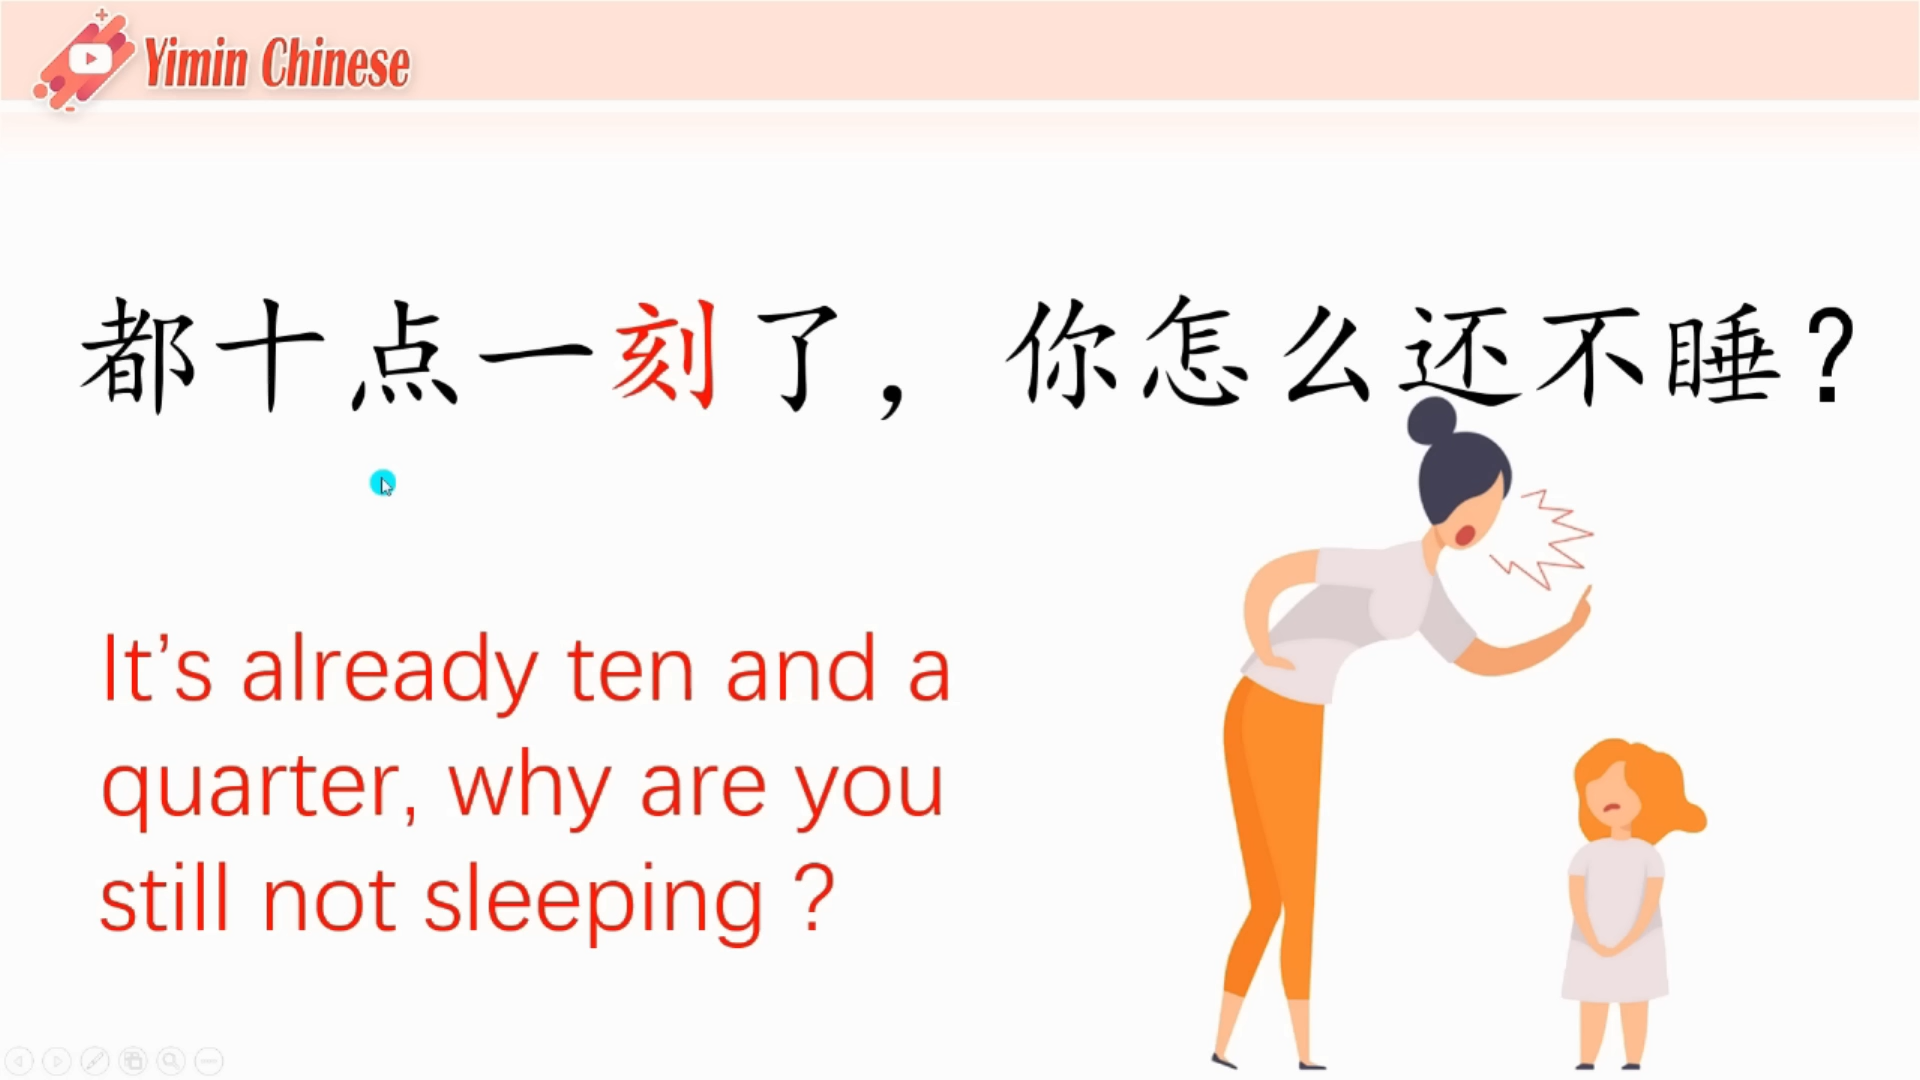 Yimin Chinese
都十点一刻了，你怎么还不睡？
It’s already ten and a
quarter, why are you
still not sleeping ?